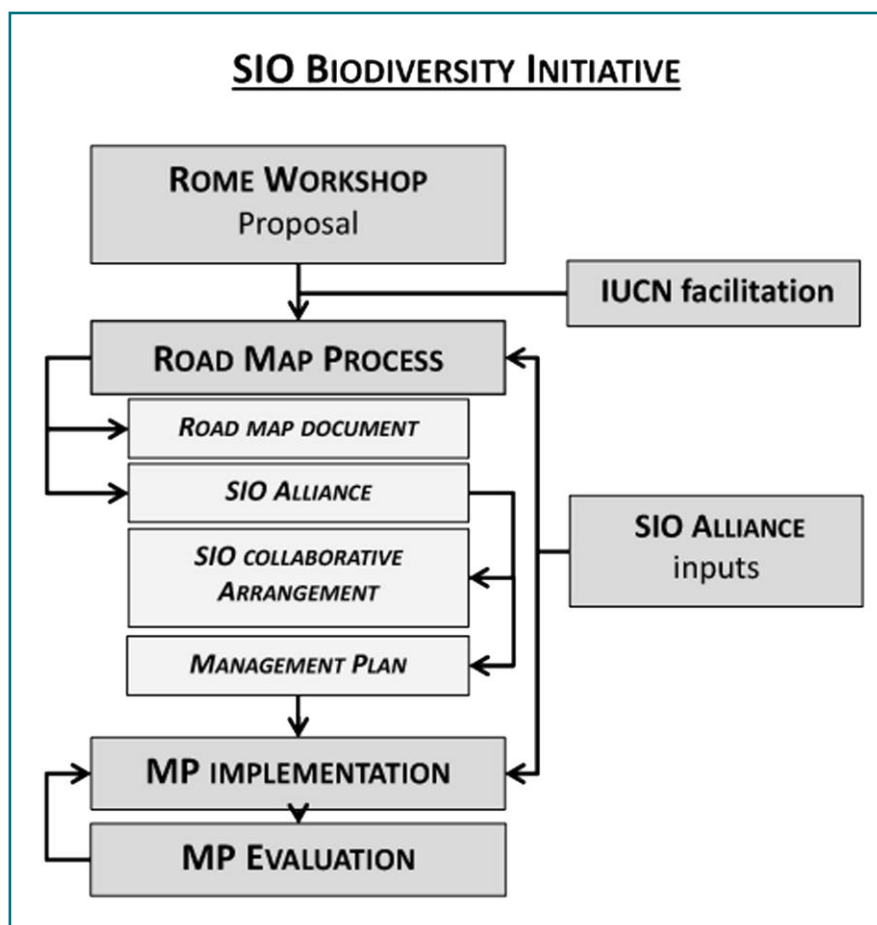 SIO BIODIVERSITY INITIATIVE
ROME WORKSHOP
Proposal
IUCN facilitation
ROAD MAP PROCESS
ROAD MAP DOCUMENT
SIO ALLIANCE
SIO COLLABORATIVE
ARRANGEMENT
SIO ALLIANCE
inputs
MANAGEMENT PLAN
MP IMPLEMENTATION
MP EVALUATION